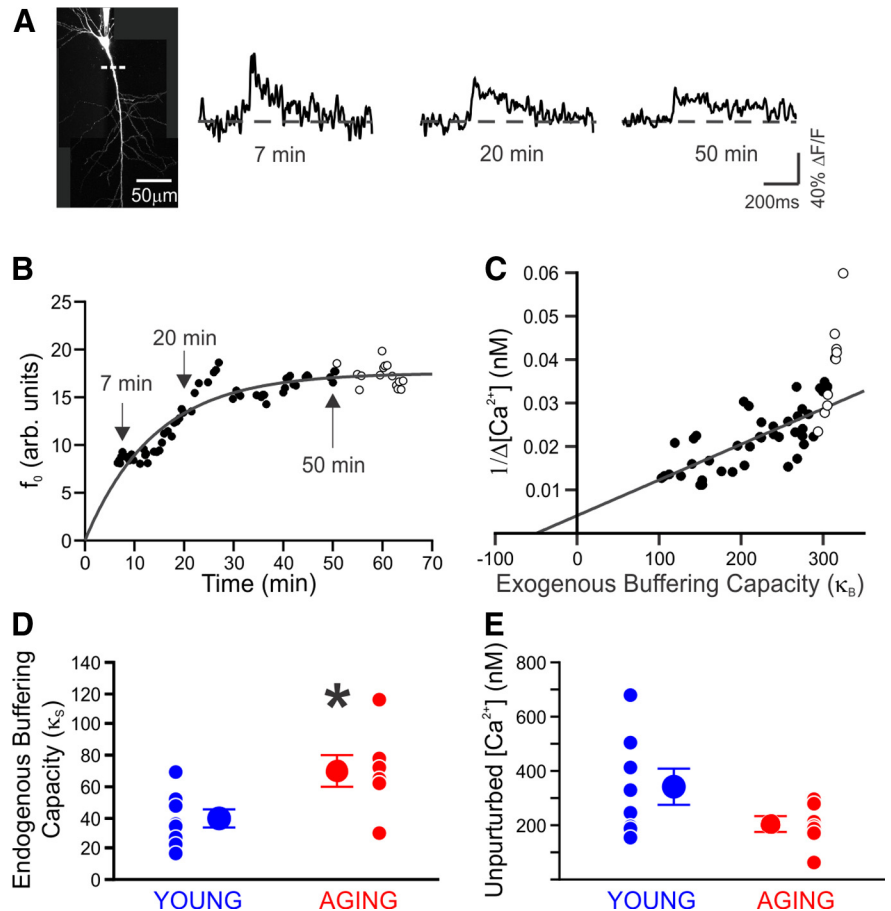 A
50μm
7 min
20 min
50 min
40% ΔF/F
200ms
B
f₀ (arb. units)
25
20
15
10
5
0
7 min
20 min
50 min
0 10 20 30 40 50 60 70
Time (min)
C
1/Δ[Ca²⁺] (nM)
0.06
0.05
0.04
0.03
0.02
0.01
-100 0 100 200 300
Exogenous Buffering Capacity (κB)
D
Endogenous Buffering
Capacity (κS)
140
120
100
80
60
40
20
0
*
YOUNG AGING
E
Unpurturbed [Ca²⁺] (nM)
800
600
400
200
YOUNG AGING